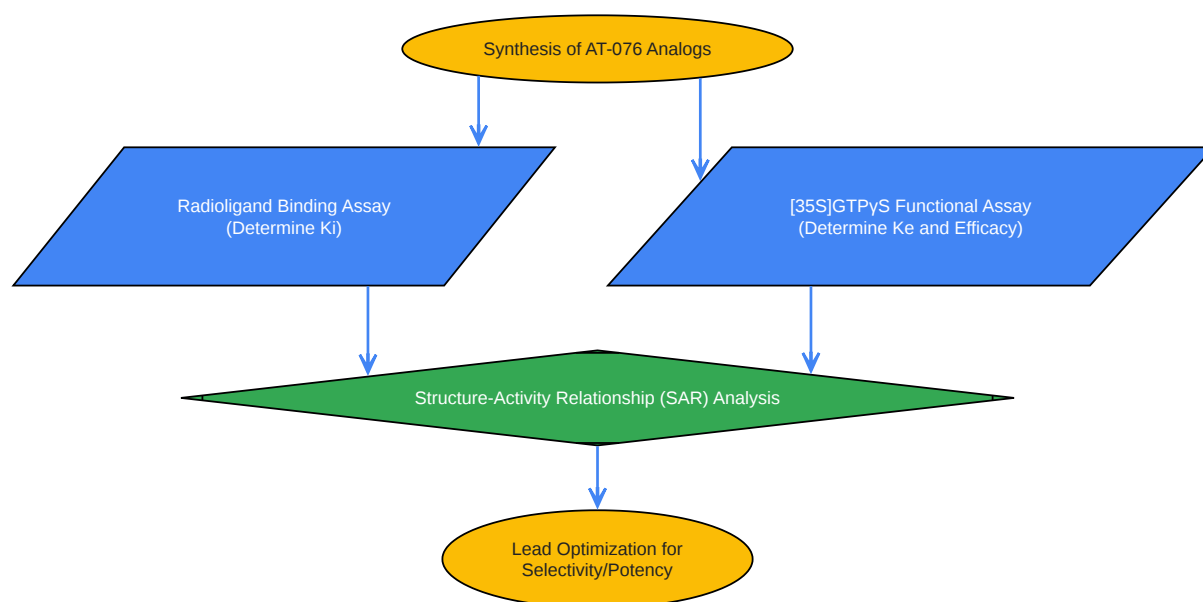 Synthesis of AT-076 Analogs
Radioligand Binding Assay
(Determine Ki)
[35S]GTPγS Functional Assay
(Determine Ke and Efficacy)
Structure-Activity Relationship (SAR) Analysis
Lead Optimization for
Selectivity/Potency